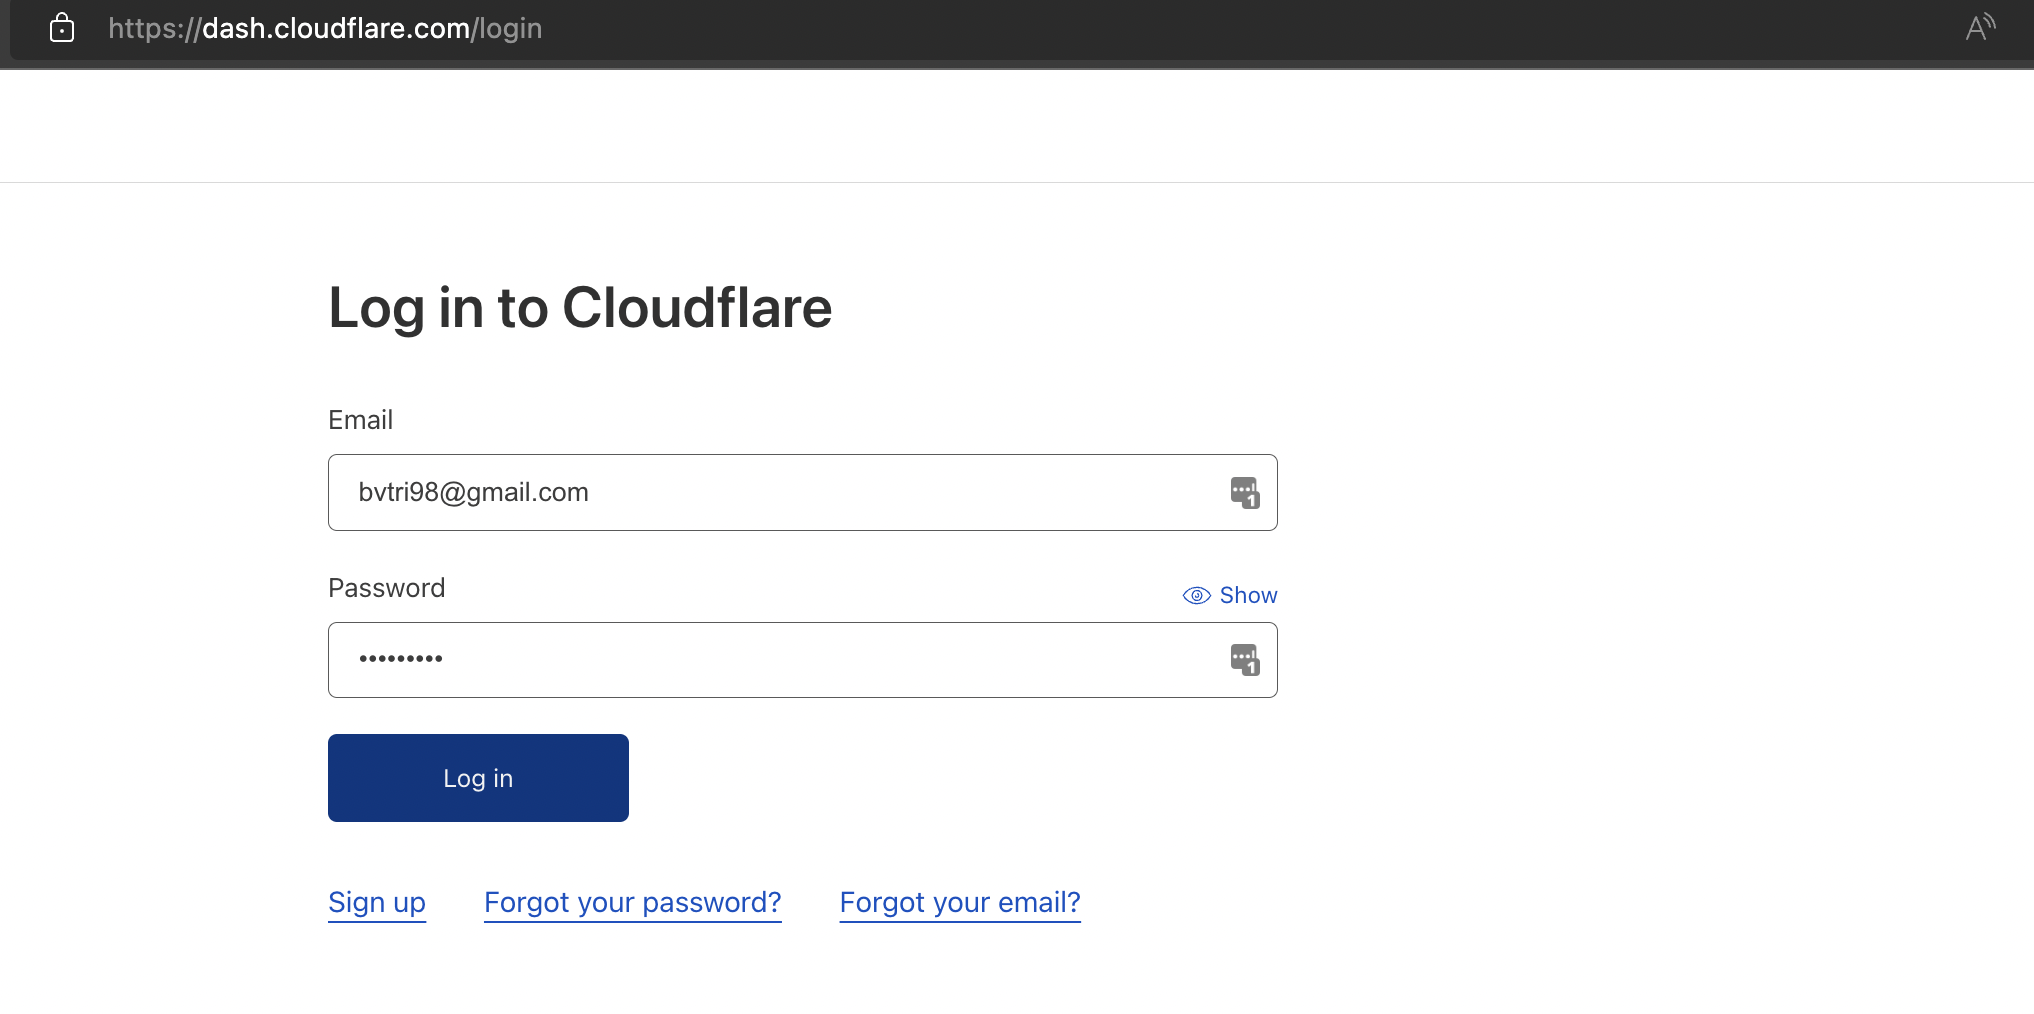 https://dash.cloudflare.com/login
Log in to Cloudflare
Email
bvtri98@gmail.com
Password
Show
•••••••••
Log in
Sign up Forgot your password? Forgot your email?